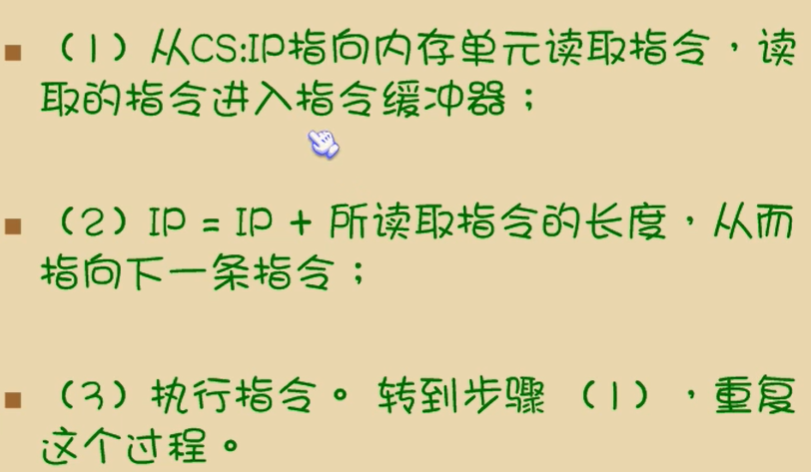 （1）从CS:IP指向内存单元读取指令，读
取的指令进入指令缓冲器；
（2）IP = IP + 所读取指令的长度，从而
指向下一条指令；
（3）执行指令。 转到步骤 （1），重复
这个过程。